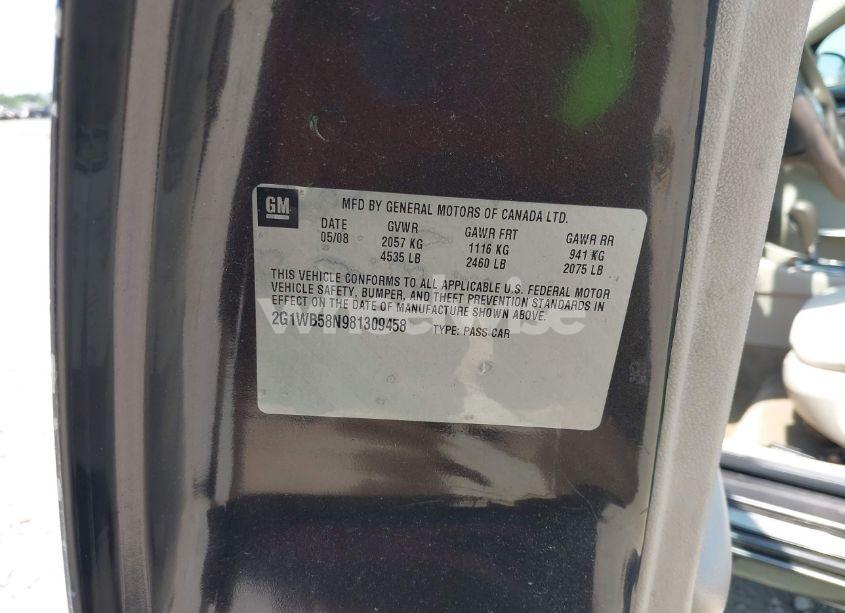 GM
MFD BY GENERAL MOTORS OF CANADA LTD.
DATE GVWR GAWR FRT GAWR RR
05/08 2057 KG 1116 KG 941 KG
4535 LB 2460 LB 2075 LB
THIS VEHICLE CONFORMS TO ALL APPLICABLE U.S. FEDERAL MOTOR
VEHICLE SAFETY, BUMPER, AND THEFT PREVENTION STANDARDS IN
EFFECT ON THE DATE OF MANUFACTURE SHOWN ABOVE.
2G1WB58N981309458 TYPE: PASS CAR